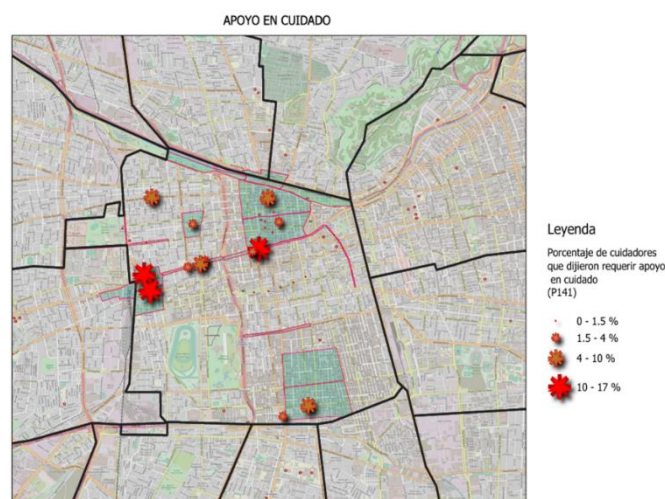 APOYO EN CUIDADO
Leyenda
Porcentaje de cuidadores
que dijieron requerir apoyo
en cuidado
(P141)
0 - 1.5 %
1.5 - 4 %
4 - 10 %
10 - 17 %